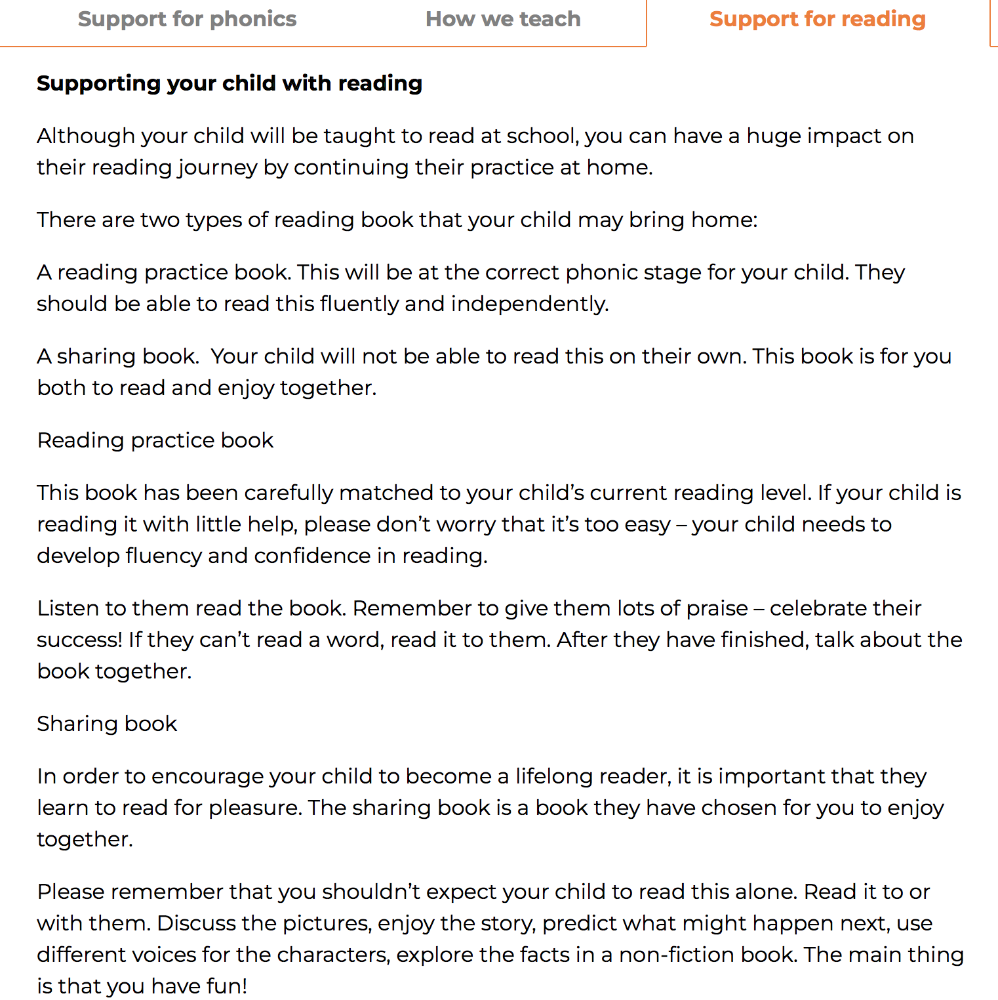 Support for phonics
How we teach
Support for reading
Supporting your child with reading
Although your child will be taught to read at school, you can have a huge impact on
their reading journey by continuing their practice at home.
There are two types of reading book that your child may bring home:
A reading practice book. This will be at the correct phonic stage for your child. They
should be able to read this fluently and independently.
A sharing book.  Your child will not be able to read this on their own. This book is for you
both to read and enjoy together.
Reading practice book
This book has been carefully matched to your child’s current reading level. If your child is
reading it with little help, please don’t worry that it’s too easy – your child needs to
develop fluency and confidence in reading.
Listen to them read the book. Remember to give them lots of praise – celebrate their
success! If they can’t read a word, read it to them. After they have finished, talk about the
book together.
Sharing book
In order to encourage your child to become a lifelong reader, it is important that they
learn to read for pleasure. The sharing book is a book they have chosen for you to enjoy
together.
Please remember that you shouldn’t expect your child to read this alone. Read it to or
with them. Discuss the pictures, enjoy the story, predict what might happen next, use
different voices for the characters, explore the facts in a non-fiction book. The main thing
is that you have fun!